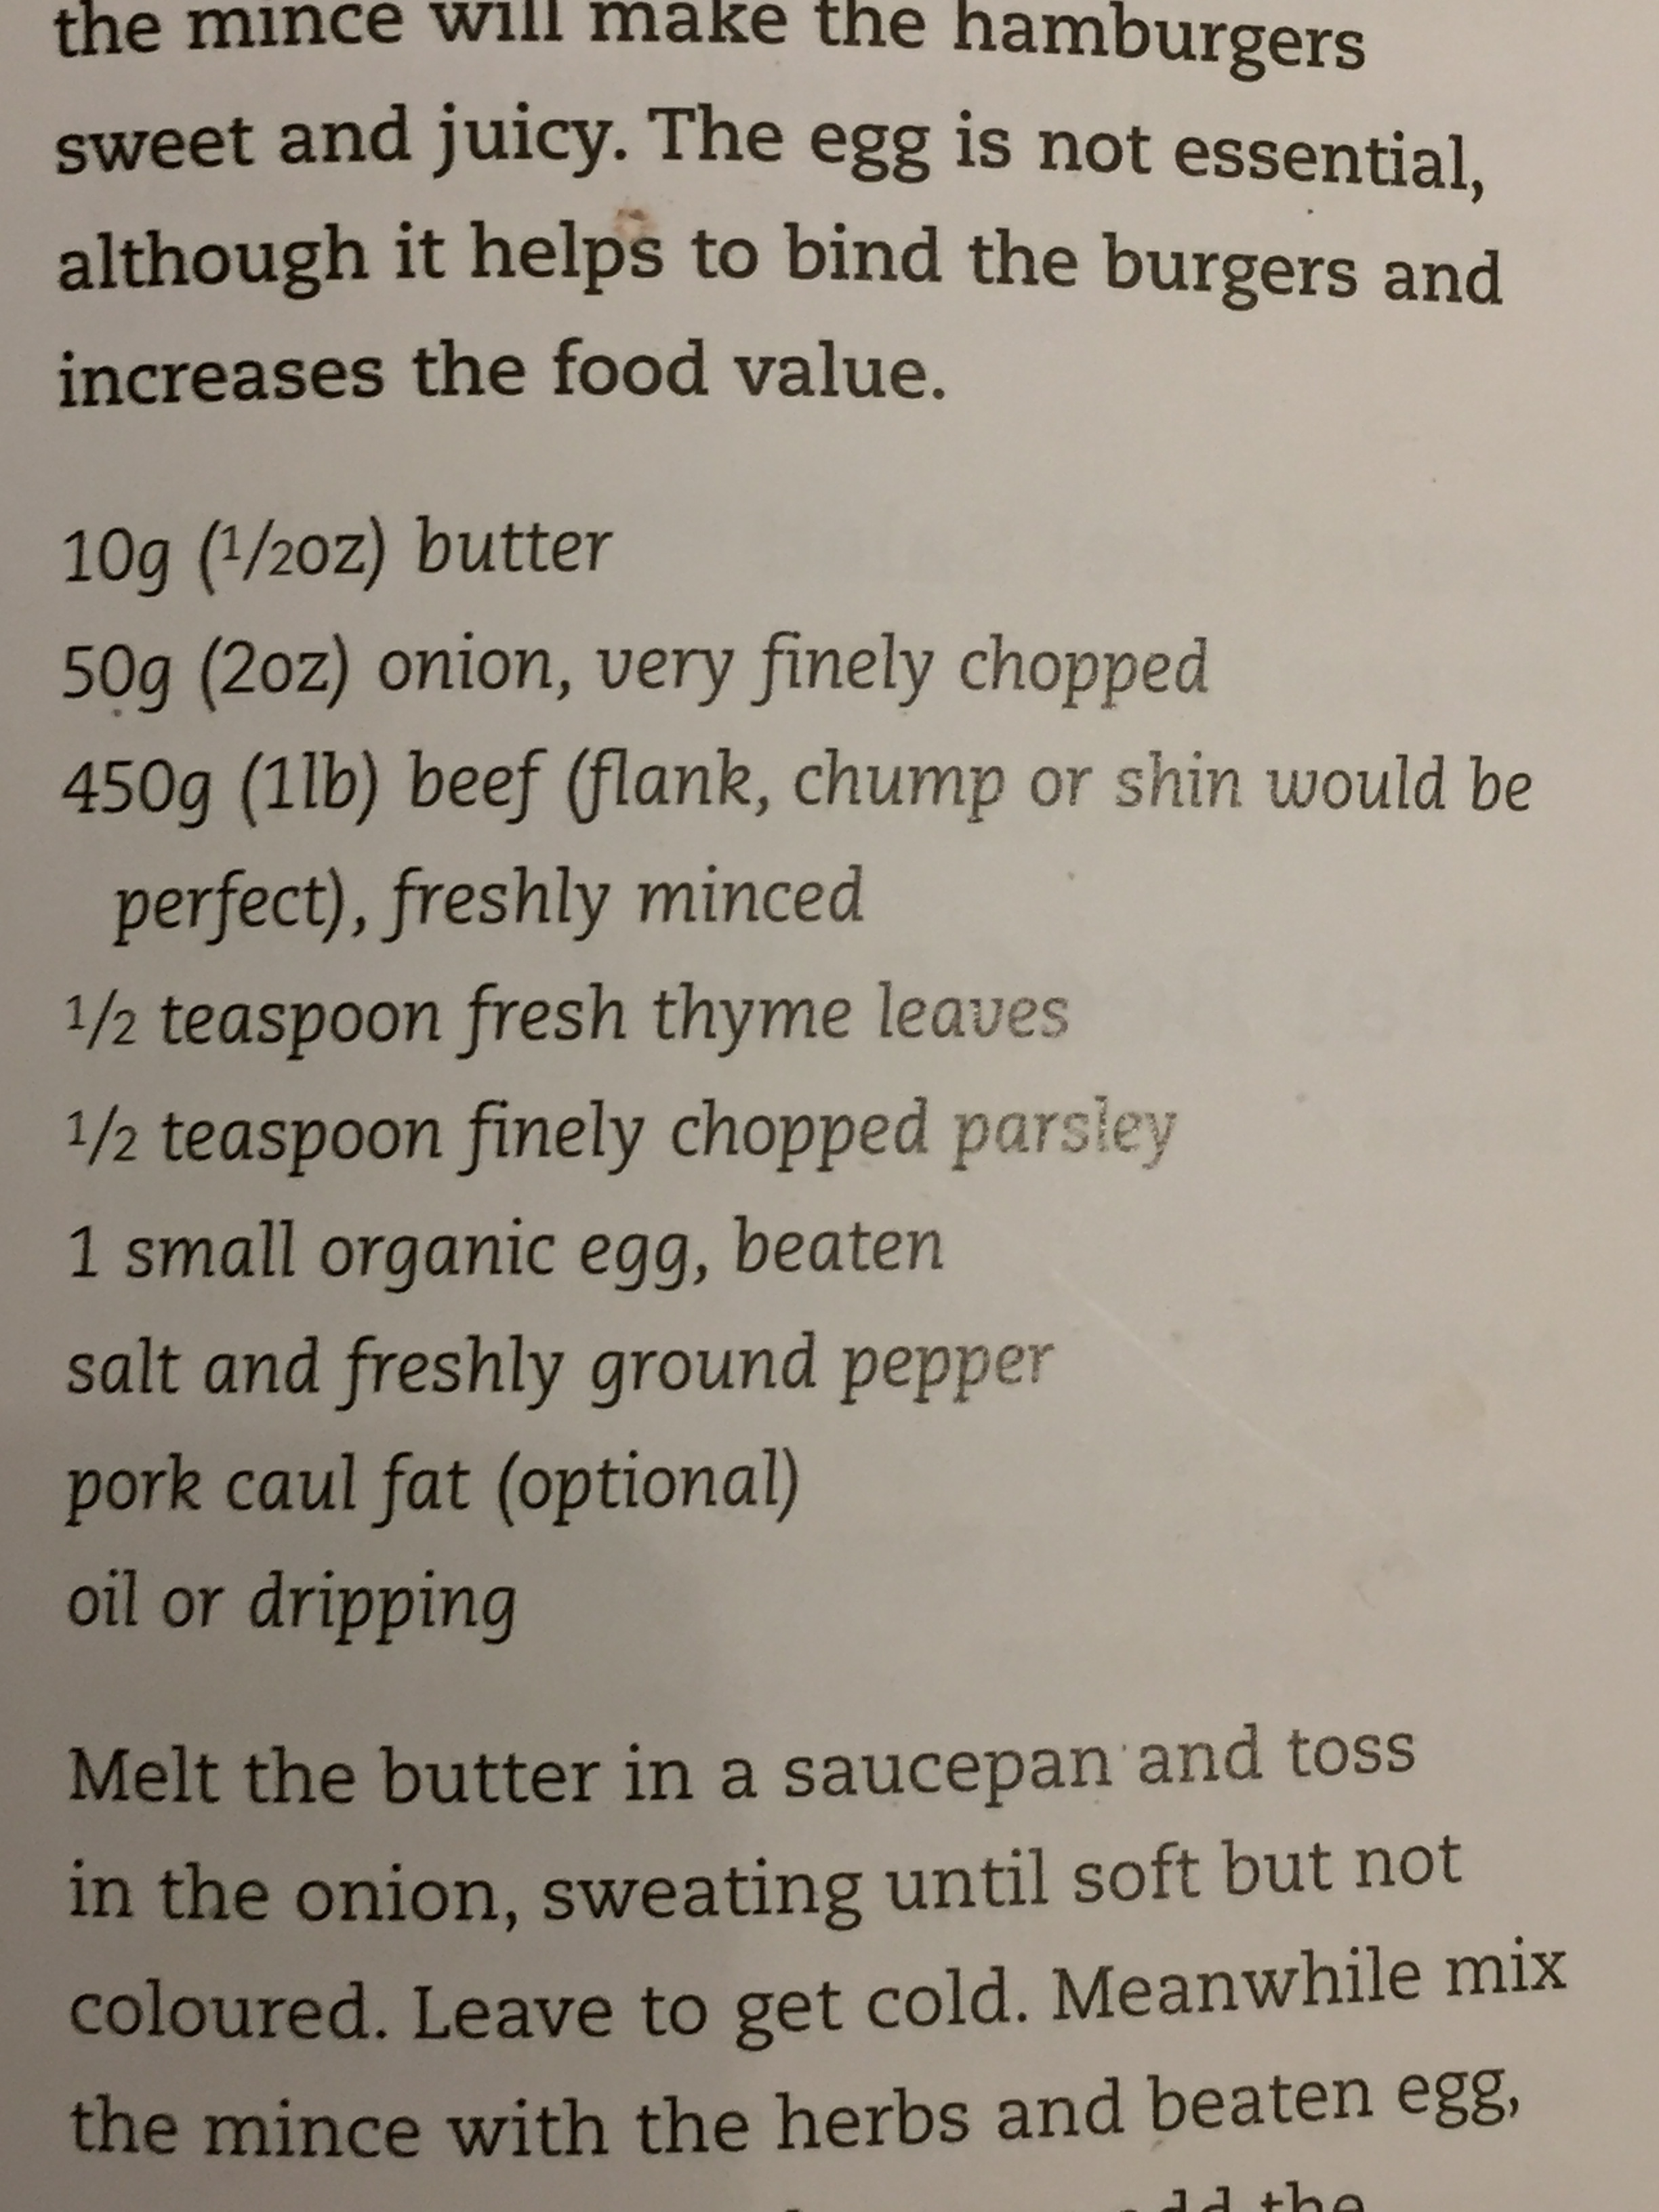 the mince will make the hamburgers
sweet and juicy. The egg is not essential,
although it helps to bind the burgers and
increases the food value.
10g (1/2oz) butter
50g (2oz) onion, very finely chopped
450g (1lb) beef (flank, chump or shin would be
perfect), freshly minced
1/2 teaspoon fresh thyme leaves
1/2 teaspoon finely chopped parsley
1 small organic egg, beaten
salt and freshly ground pepper
pork caul fat (optional)
oil or dripping
Melt the butter in a saucepan and toss
in the onion, sweating until soft but not
coloured. Leave to get cold. Meanwhile mix
the mince with the herbs and beaten egg,
add the